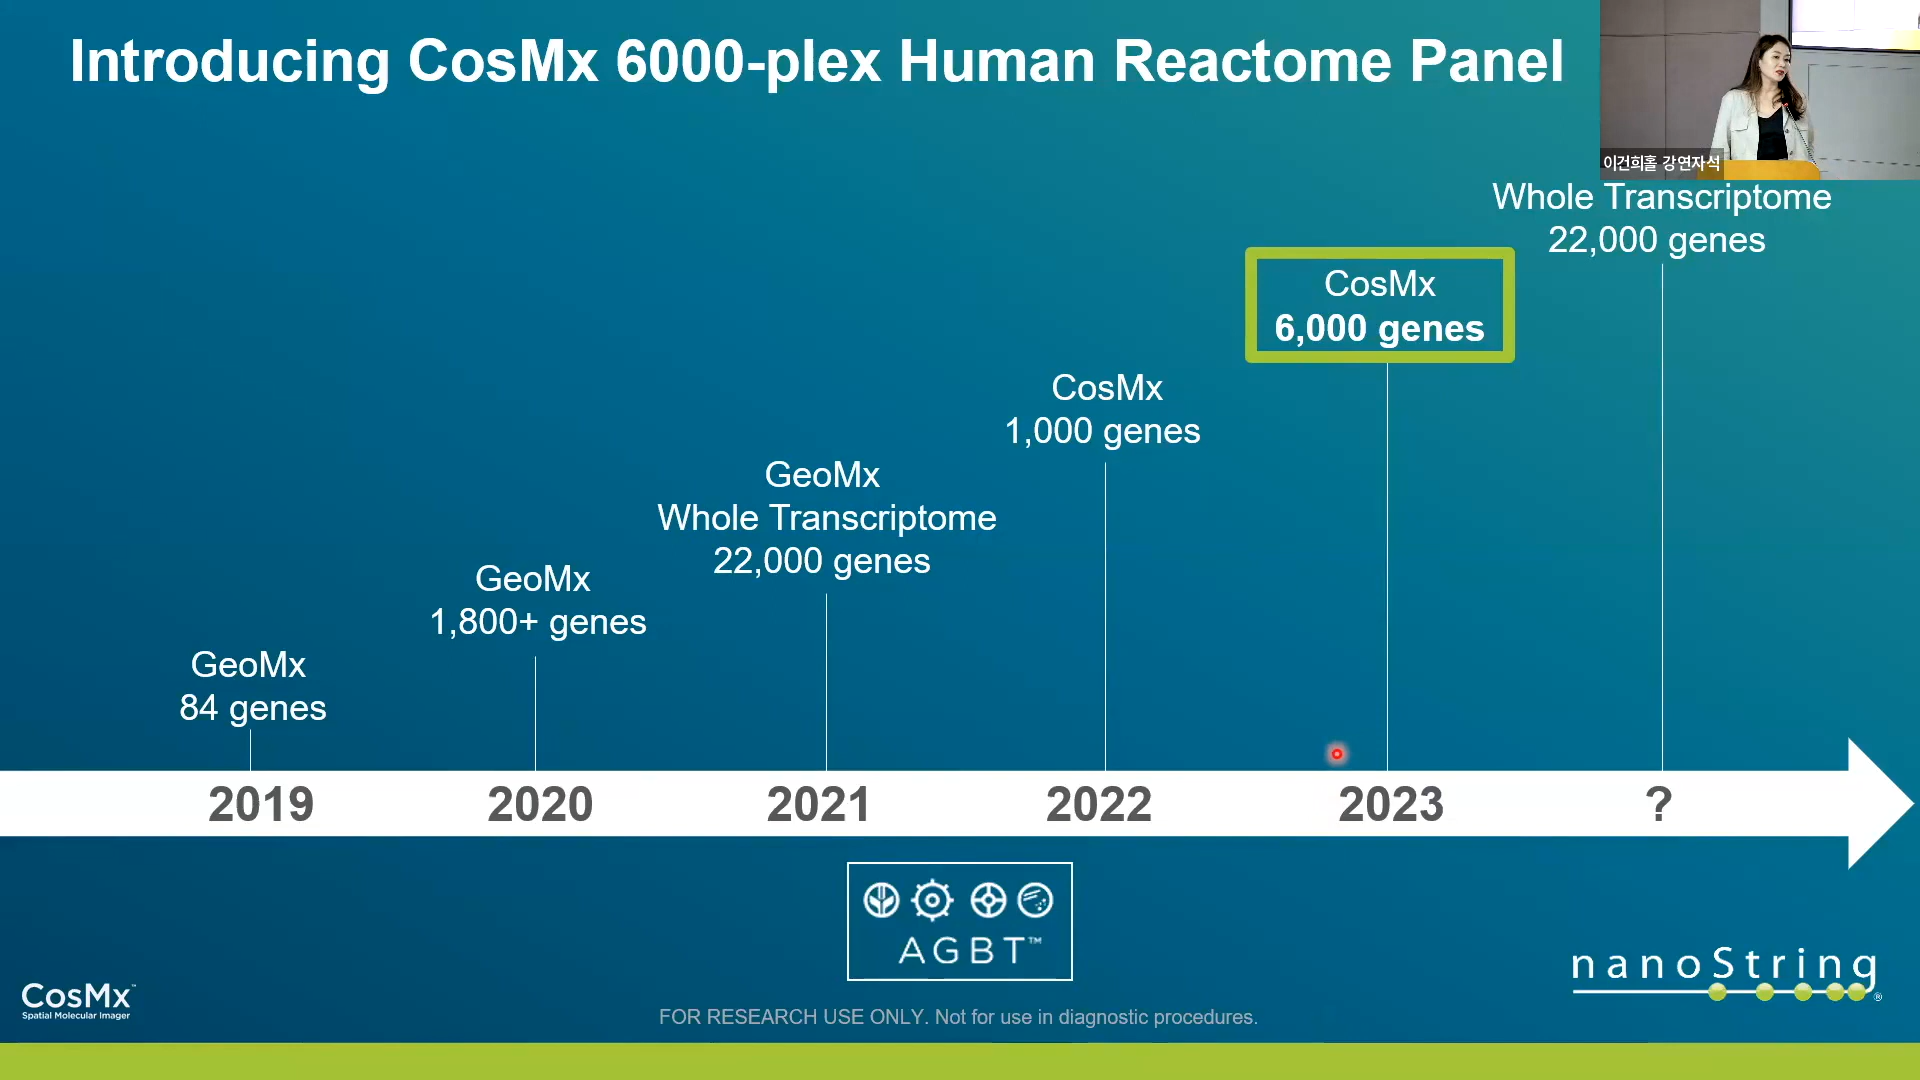 Introducing CosMx 6000-plex Human Reactome Panel
이건희홀 강연자석
Whole Transcriptome
22,000 genes
CosMx
6,000 genes
CosMx
1,000 genes
GeoMx
Whole Transcriptome
22,000 genes
GeoMx
1,800+ genes
GeoMx
84 genes
2019 2020 2021 2022 2023 ?
AGBT™
nanoString®
CosMx™
Spatial Molecular Imager
FOR RESEARCH USE ONLY. Not for use in diagnostic procedures.